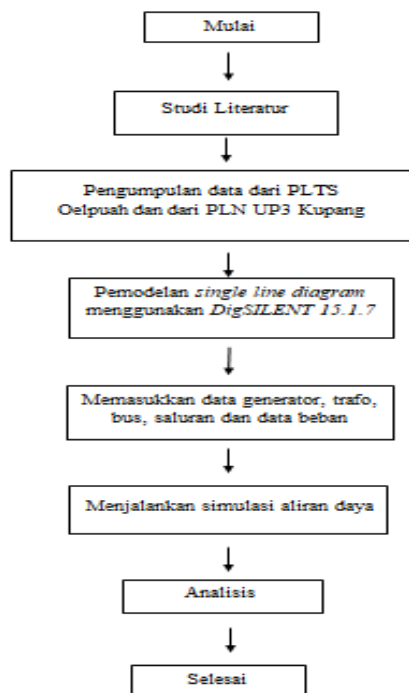 Mulai
Studi Literatur
Pengumpulan data dari PLTS
Oelpuah dan dari PLN UP3 Kupang
Pemodelan single line diagram
menggunakan DigSILENT 15.1.7
Memasukkan data generator, trafo,
bus, saluran dan data beban
Menjalankan simulasi aliran daya
Analisis
Selesai